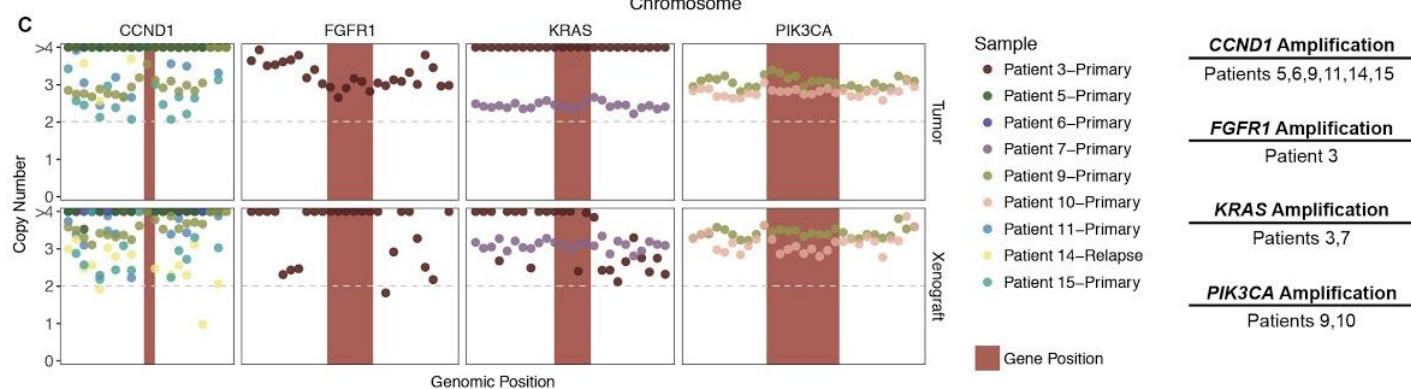 Chromosome
C
CCND1 FGFR1 KRAS PIK3CA
>4
3
2
1
0
Tumor
>4
3
2
1
0
Xenograft
Copy Number
Genomic Position
Sample
Patient 3–Primary
Patient 5–Primary
Patient 6–Primary
Patient 7–Primary
Patient 9–Primary
Patient 10–Primary
Patient 11–Primary
Patient 14–Relapse
Patient 15–Primary
Gene Position
CCND1 Amplification
Patients 5,6,9,11,14,15
FGFR1 Amplification
Patient 3
KRAS Amplification
Patients 3,7
PIK3CA Amplification
Patients 9,10